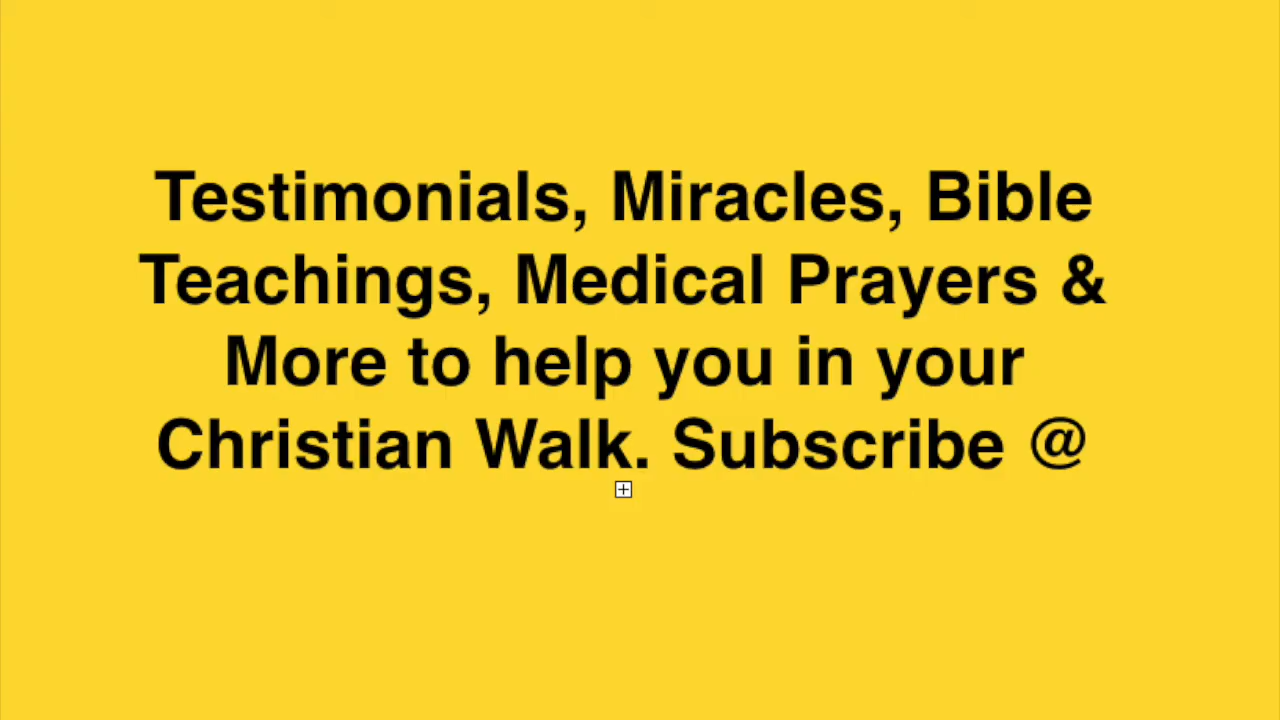 Testimonials, Miracles, Bible
Teachings, Medical Prayers &
More to help you in your
Christian Walk. Subscribe @